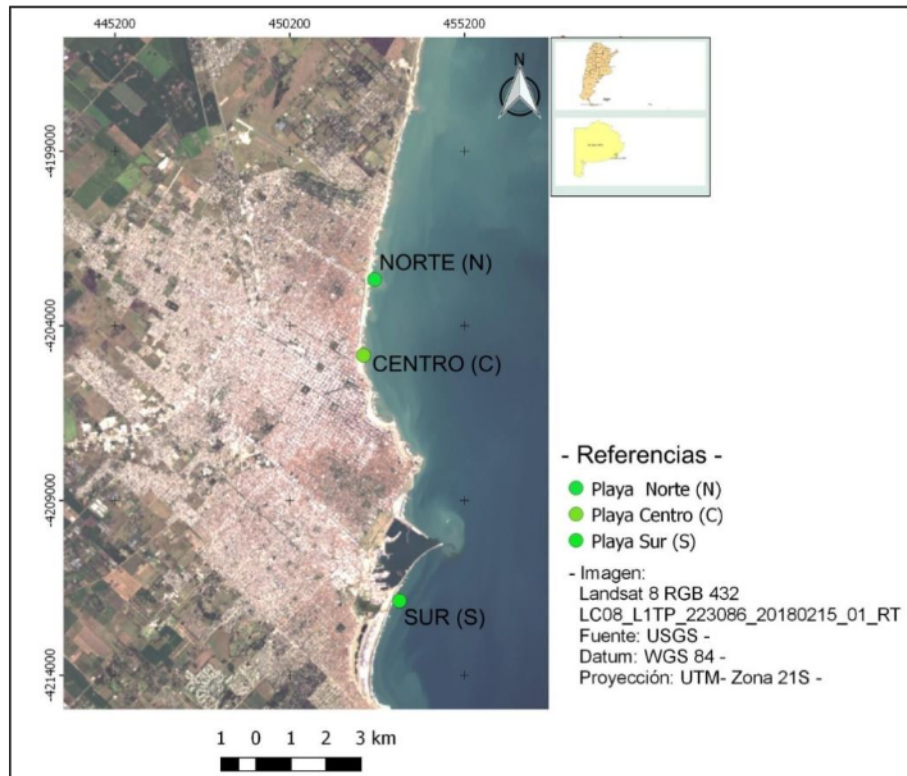 445200 450200 455200
N
-4199000
NORTE (N)
-4204000
CENTRO (C)
-4209000
SUR (S)
-4214000
- Referencias -
Playa Norte (N)
Playa Centro (C)
Playa Sur (S)
- Imagen:
Landsat 8 RGB 432
LC08_L1TP_223086_20180215_01_RT
Fuente: USGS -
Datum: WGS 84 -
Proyección: UTM- Zona 21S -
1 0 1 2 3 km